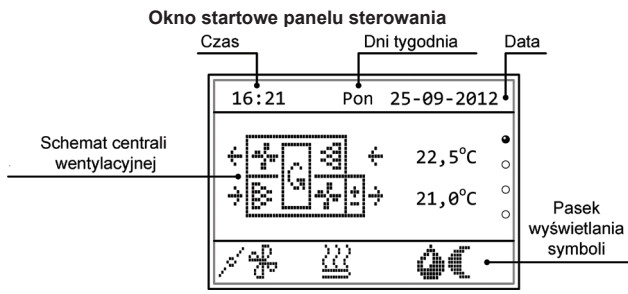 Okno startowe panelu sterowania
Czas Dni tygodnia Data
16:21 Pon 25-09-2012
Schemat centrali
wentylacyjnej
G
22,5°C
±
21,0°C
Pasek
wyświetlania
symboli